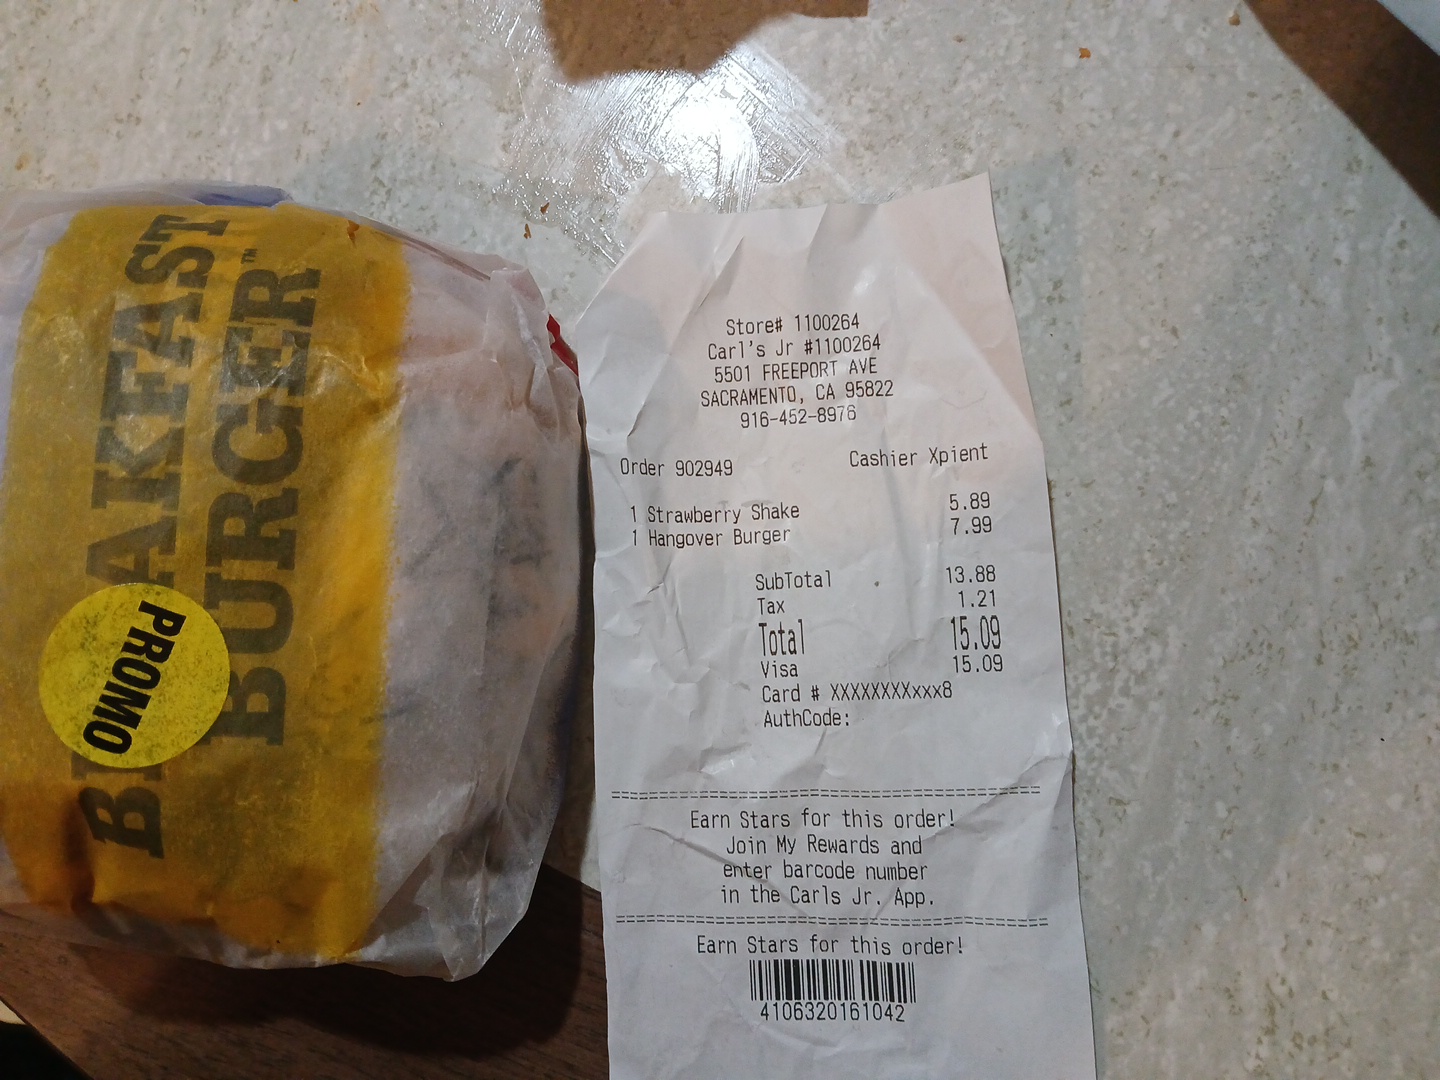 BREAKFAST
BURGER™
PROMO
Store# 1100264
Carl's Jr #1100264
5501 FREEPORT AVE
SACRAMENTO, CA 95822
916-452-8976
Order 902949 Cashier Xpient
1 Strawberry Shake 5.89
1 Hangover Burger 7.99
SubTotal 13.88
Tax 1.21
Total 15.09
Visa 15.09
Card # XXXXXXXXxxx8
AuthCode:
Earn Stars for this order!
Join My Rewards and
enter barcode number
in the Carls Jr. App.
Earn Stars for this order!
4106320161042